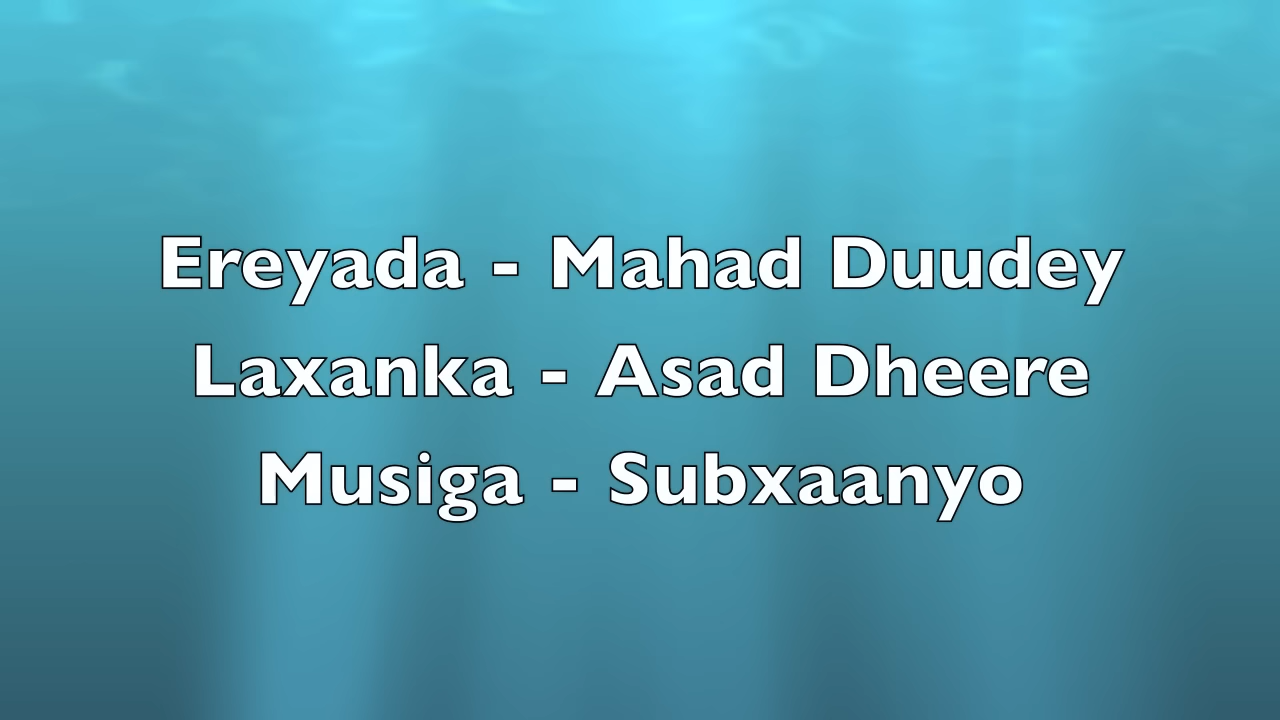 Ereyada - Mahad Duudey
Laxanka - Asad Dheere
Musiga - Subxaanyo